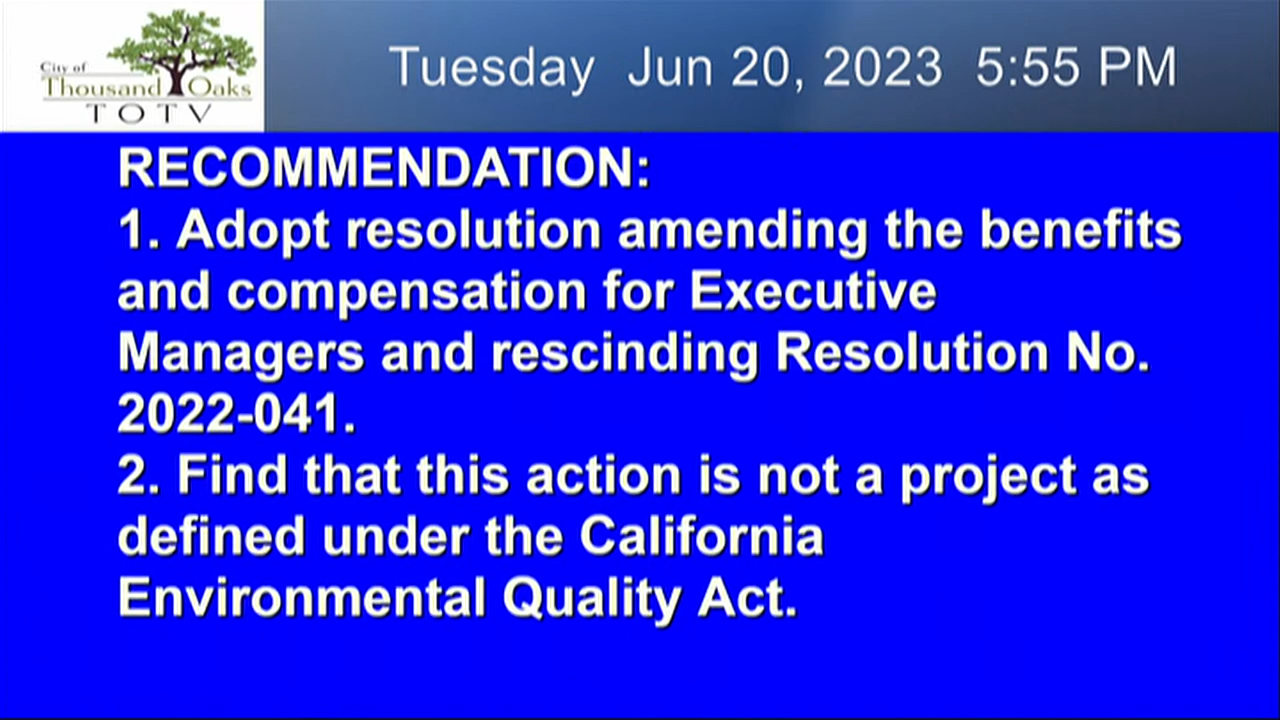 City of
Thousand Oaks
TOTV
Tuesday Jun 20, 2023 5:55 PM
RECOMMENDATION:
1. Adopt resolution amending the benefits
and compensation for Executive
Managers and rescinding Resolution No.
2022-041.
2. Find that this action is not a project as
defined under the California
Environmental Quality Act.